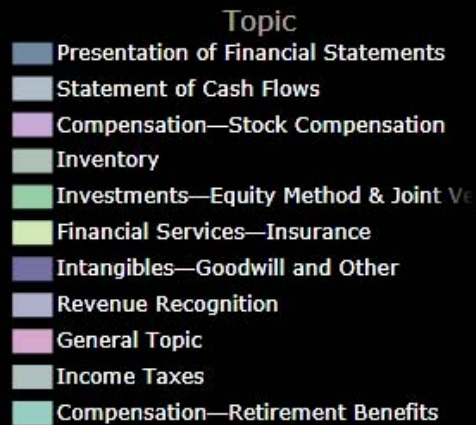 Topic
Presentation of Financial Statements
Statement of Cash Flows
Compensation—Stock Compensation
Inventory
Investments—Equity Method & Joint Ve
Financial Services—Insurance
Intangibles—Goodwill and Other
Revenue Recognition
General Topic
Income Taxes
Compensation—Retirement Benefits